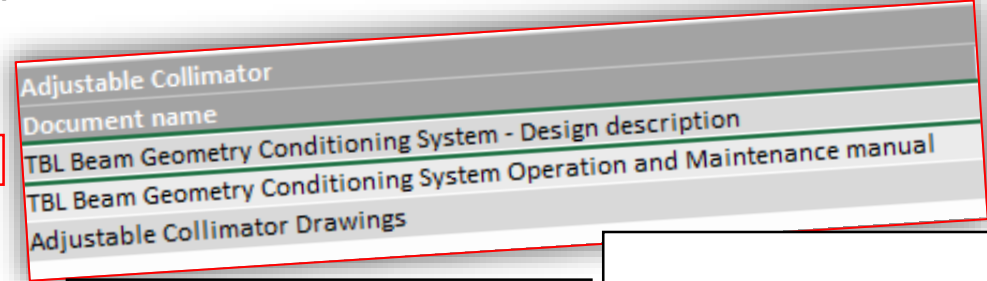 Adjustable Collimator
Document name
TBL Beam Geometry Conditioning System - Design description
TBL Beam Geometry Conditioning System Operation and Maintenance manual
Adjustable Collimator Drawings